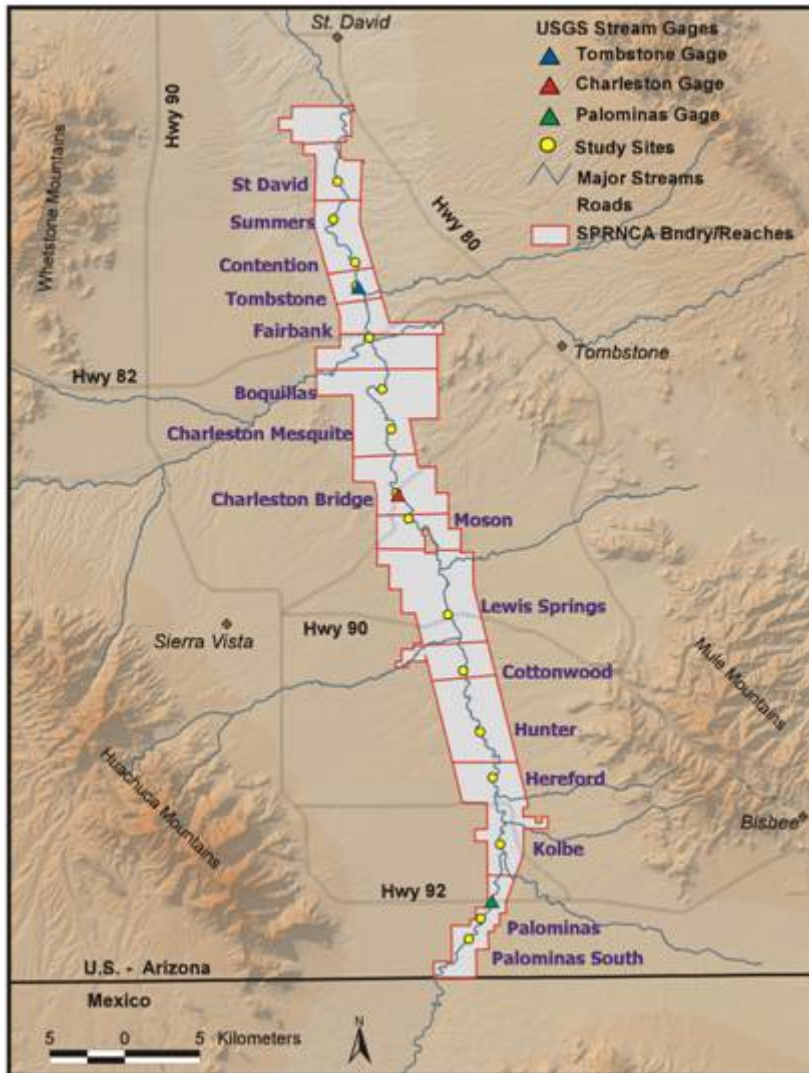 St. David
USGS Stream Gages
Tombstone Gage
Charleston Gage
Palominas Gage
Study Sites
Major Streams
Roads
SPRNCA Bndry/Reaches
Hwy 90
Whetstone Mountains
Hwy 80
St David
Summers
Contention
Tombstone
Fairbank
Tombstone
Hwy 82
Boquillas
Charleston Mesquite
Charleston Bridge
Moson
Lewis Springs
Hwy 90
Sierra Vista
Cottonwood
Mule Mountains
Hunter
Huachuca Mountains
Hereford
Bisbee
Kolbe
Hwy 92
Palominas
Palominas South
U.S. - Arizona
Mexico
N
5 0 5 Kilometers